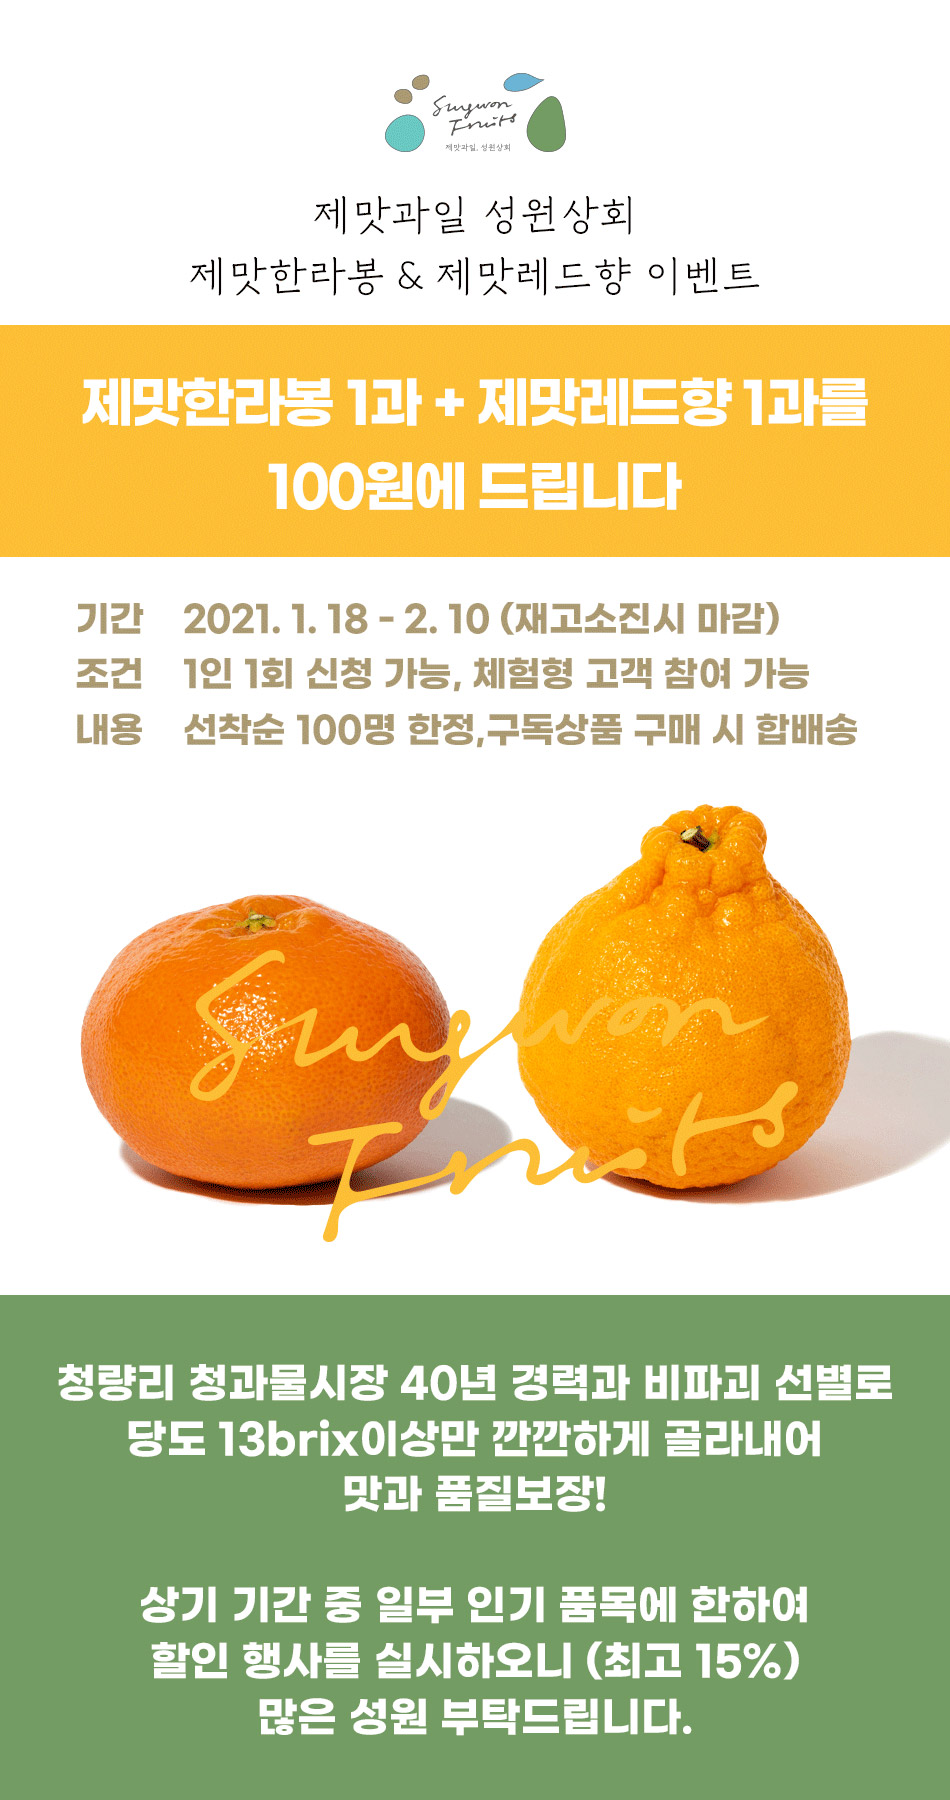 Sungwon
Fruits
제맛과일, 성원상회
제맛과일 성원상회
제맛한라봉 & 제맛레드향 이벤트
제맛한라봉 1과 + 제맛레드향 1과를
100원에 드립니다
기간 2021. 1. 18 - 2. 10 (재고소진시 마감)
조건 1인 1회 신청 가능, 체험형 고객 참여 가능
내용 선착순 100명 한정,구독상품 구매 시 합배송
Sungwon
Fruits
청량리 청과물시장 40년 경력과 비파괴 선별로
당도 13brix이상만 깐깐하게 골라내어
맛과 품질보장!
상기 기간 중 일부 인기 품목에 한하여
할인 행사를 실시하오니 (최고 15%)
많은 성원 부탁드립니다.